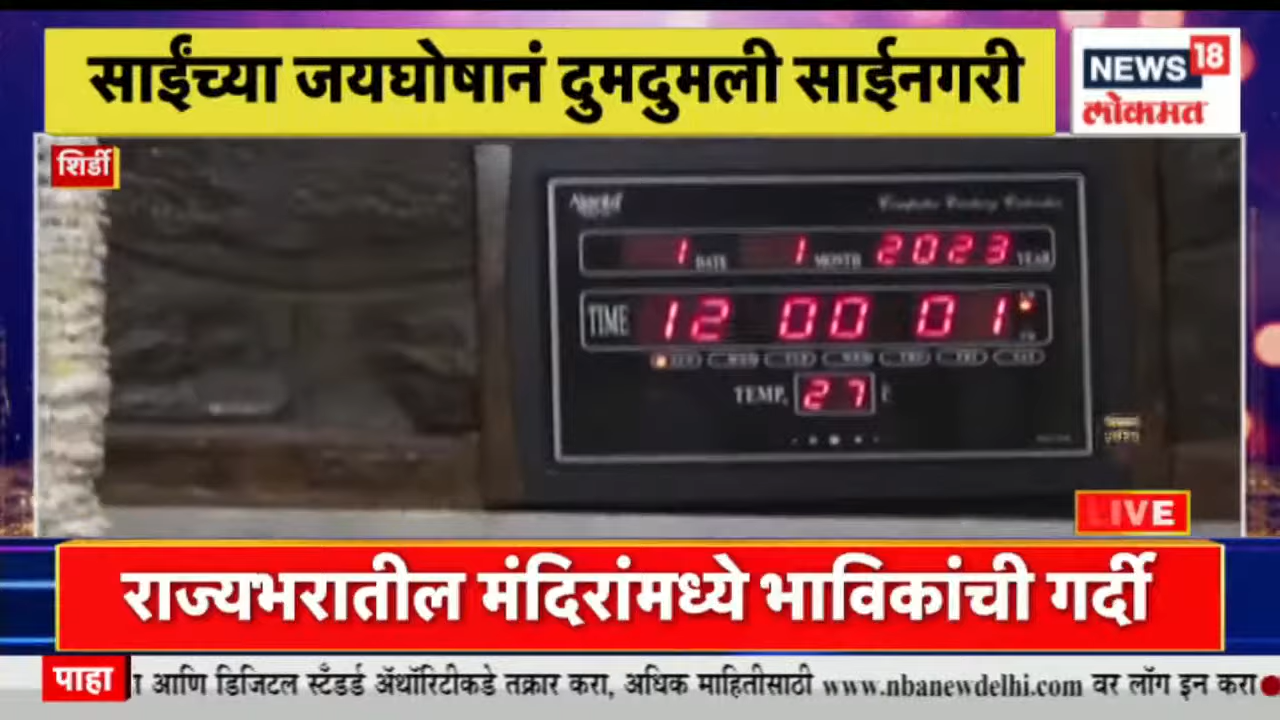 साईंच्या जयघोषानं दुमदुमली साईनगरी
NEWS 18
लोकमत
शिर्डी
1 DATE 1 MONTH 2023 YEAR
TIME 12 00 01
TEMP. 27
LIVE
राज्यभरातील मंदिरांमध्ये भाविकांची गर्दी
पाहा
आणि डिजिटल स्टँडर्ड ॲथॉरिटीकडे तक्रार करा, अधिक माहितीसाठी www.nbanewdelhi.com वर लॉग इन करा